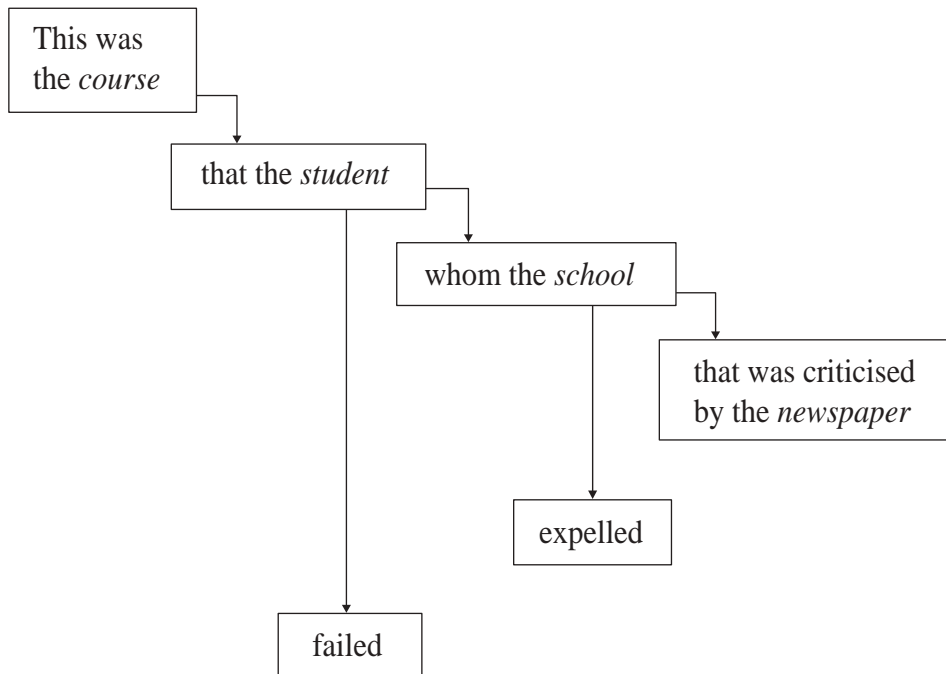 This was
the course
that the student
whom the school
that was criticised
by the newspaper
expelled
failed